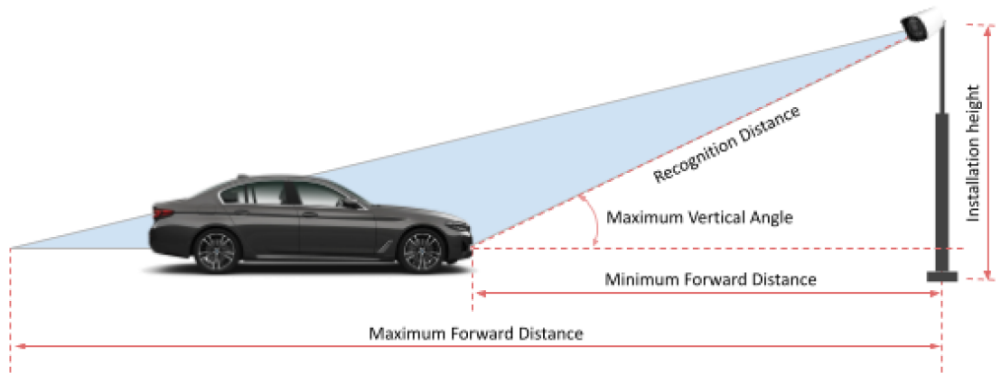 Installation height
Recognition Distance
Maximum Vertical Angle
Minimum Forward Distance
Maximum Forward Distance